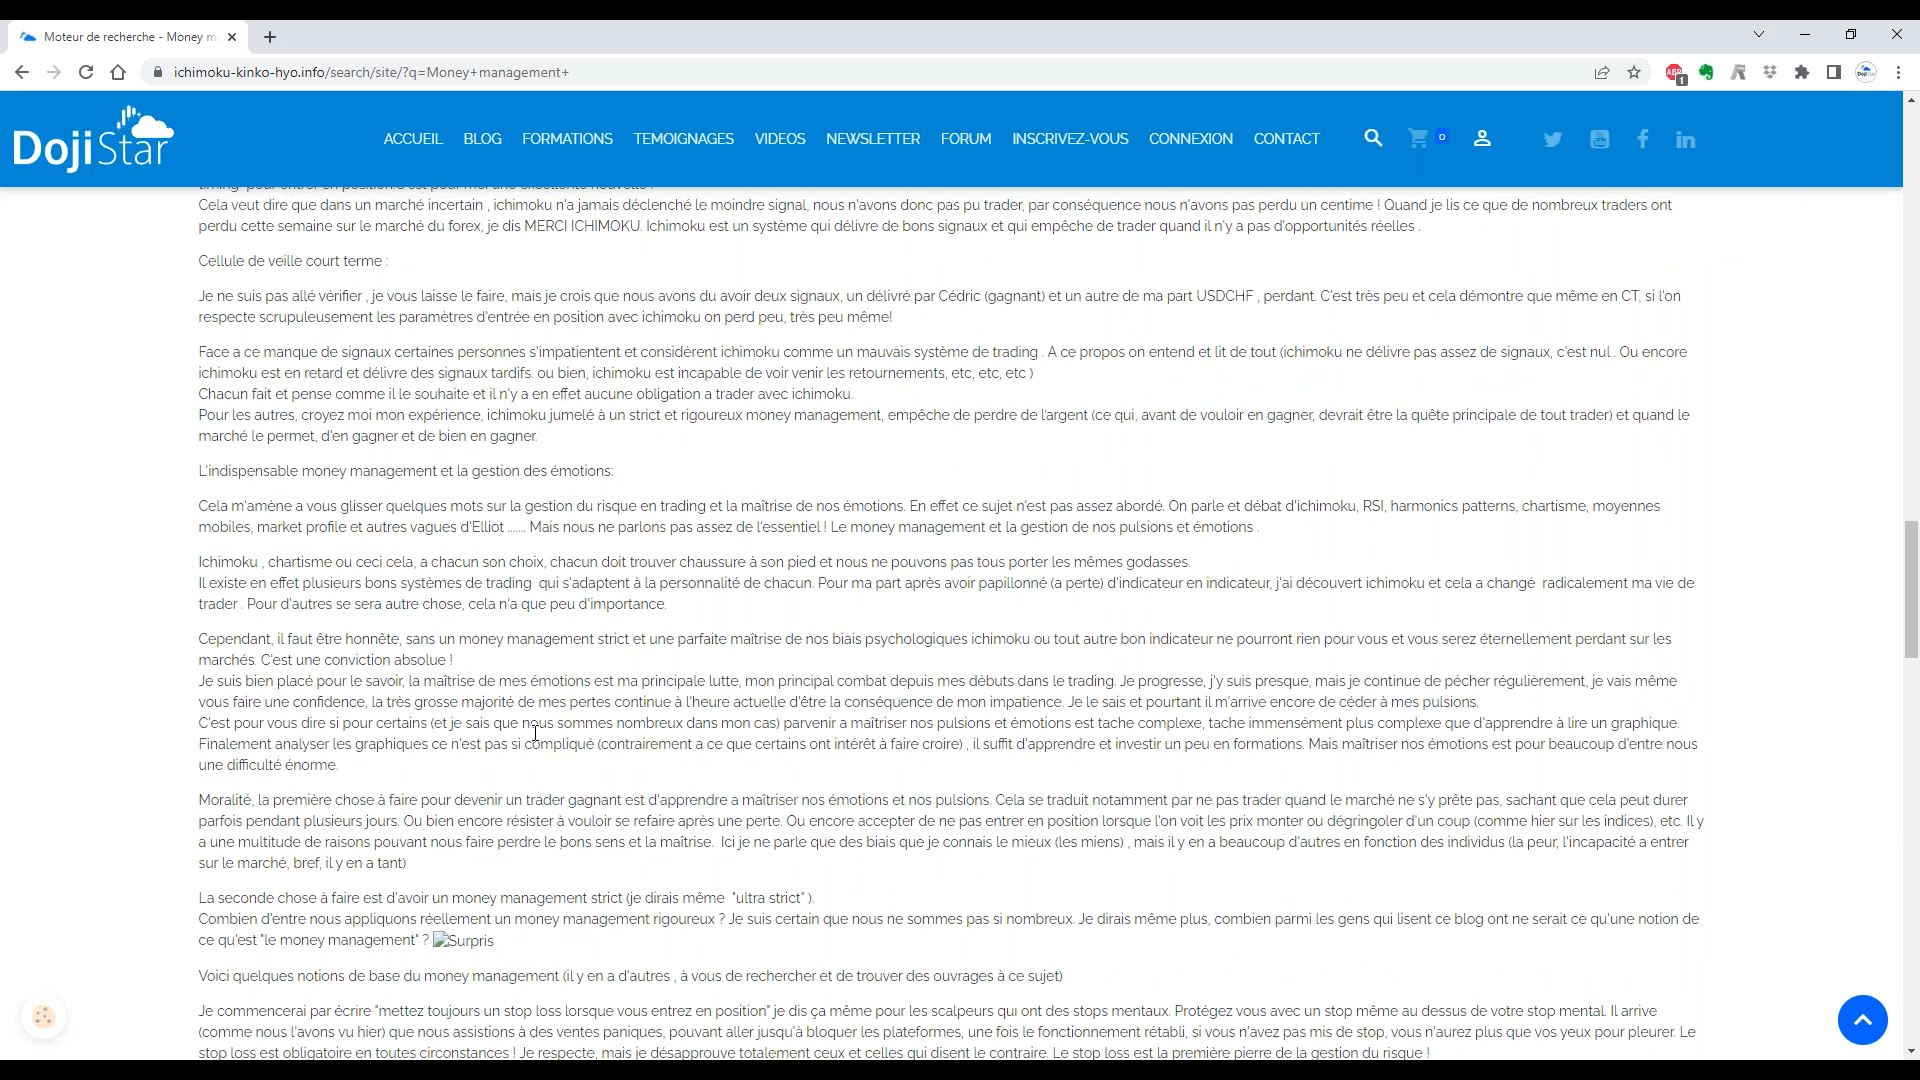 Moteur de recherche - Money m
ichimoku-kinko-hyo.info/search/site/?q=Money+management+
ABP
1
DojiStar
ACCUEIL BLOG FORMATIONS TEMOIGNAGES VIDEOS NEWSLETTER FORUM INSCRIVEZ-VOUS CONNEXION CONTACT
0
Cela veut dire que dans un marché incertain , ichimoku n'a jamais déclenché le moindre signal, nous n'avons donc pas pu trader, par conséquence nous n'avons pas perdu un centime ! Quand je lis ce que de nombreux traders ont
perdu cette semaine sur le marché du forex, je dis MERCI ICHIMOKU. Ichimoku est un système qui délivre de bons signaux et qui empêche de trader quand il n'y a pas d'opportunités réelles .
Cellule de veille court terme :
Je ne suis pas allé vérifier , je vous laisse le faire, mais je crois que nous avons du avoir deux signaux, un délivré par Cédric (gagnant) et un autre de ma part USDCHF , perdant. C'est très peu et cela démontre que même en CT, si l'on
respecte scrupuleusement les paramètres d'entrée en position avec ichimoku on perd peu, très peu même!
Face a ce manque de signaux certaines personnes s'impatientent et considèrent ichimoku comme un mauvais système de trading . A ce propos on entend et lit de tout (ichimoku ne délivre pas assez de signaux, c'est nul . Ou encore
ichimoku est en retard et délivre des signaux tardifs. ou bien, ichimoku est incapable de voir venir les retournements, etc, etc, etc )
Chacun fait et pense comme il le souhaite et il n'y a en effet aucune obligation a trader avec ichimoku.
Pour les autres, croyez moi mon expérience, ichimoku jumelé à un strict et rigoureux money management, empêche de perdre de l'argent (ce qui, avant de vouloir en gagner, devrait être la quête principale de tout trader) et quand le
marché le permet, d'en gagner et de bien en gagner.
L'indispensable money management et la gestion des émotions:
Cela m'amène a vous glisser quelques mots sur la gestion du risque en trading et la maîtrise de nos émotions. En effet ce sujet n'est pas assez abordé. On parle et débat d'ichimoku, RSI, harmonics patterns, chartisme, moyennes
mobiles, market profile et autres vagues d'Elliot ....... Mais nous ne parlons pas assez de l'essentiel ! Le money management et la gestion de nos pulsions et émotions .
Ichimoku , chartisme ou ceci cela, a chacun son choix, chacun doit trouver chaussure à son pied et nous ne pouvons pas tous porter les mêmes godasses.
Il existe en effet plusieurs bons systèmes de trading qui s'adaptent à la personnalité de chacun. Pour ma part après avoir papillonné (a perte) d'indicateur en indicateur, j'ai découvert ichimoku et cela a changé radicalement ma vie de
trader . Pour d'autres se sera autre chose, cela n'a que peu d'importance.
Cependant, il faut être honnête, sans un money management strict et une parfaite maîtrise de nos biais psychologiques ichimoku ou tout autre bon indicateur ne pourront rien pour vous et vous serez éternellement perdant sur les
marchés. C'est une conviction absolue !
Je suis bien placé pour le savoir, la maîtrise de mes émotions est ma principale lutte, mon principal combat depuis mes débuts dans le trading. Je progresse, j'y suis presque, mais je continue de pécher régulièrement, je vais même
vous faire une confidence, la très grosse majorité de mes pertes continue à l'heure actuelle d'être la conséquence de mon impatience. Je le sais et pourtant il m'arrive encore de céder à mes pulsions.
C'est pour vous dire si pour certains (et je sais que nous sommes nombreux dans mon cas) parvenir a maîtriser nos pulsions et émotions est tache complexe, tache immensément plus complexe que d'apprendre à lire un graphique.
Finalement analyser les graphiques ce n'est pas si compliqué (contrairement a ce que certains ont intérêt à faire croire) , il suffit d'apprendre et investir un peu en formations. Mais maîtriser nos émotions est pour beaucoup d'entre nous
une difficulté énorme.
Moralité, la première chose à faire pour devenir un trader gagnant est d'apprendre a maîtriser nos émotions et nos pulsions. Cela se traduit notamment par ne pas trader quand le marché ne s'y prête pas, sachant que cela peut durer
parfois pendant plusieurs jours. Ou bien encore résister à vouloir se refaire après une perte. Ou encore accepter de ne pas entrer en position lorsque l'on voit les prix monter ou dégringoler d'un coup (comme hier sur les indices), etc. Il y
a une multitude de raisons pouvant nous faire perdre le bons sens et la maîtrise. Ici je ne parle que des biais que je connais le mieux (les miens) , mais il y en a beaucoup d'autres en fonction des individus (la peur, l'incapacité a entrer
sur le marché, bref, il y en a tant)
La seconde chose à faire est d'avoir un money management strict (je dirais même "ultra strict" ).
Combien d'entre nous appliquons réellement un money management rigoureux ? Je suis certain que nous ne sommes pas si nombreux. Je dirais même plus, combien parmi les gens qui lisent ce blog ont ne serait ce qu'une notion de
ce qu'est "le money management" ? Surpris
Voici quelques notions de base du money management (il y en a d'autres , à vous de rechercher et de trouver des ouvrages à ce sujet)
Je commencerai par écrire "mettez toujours un stop loss lorsque vous entrez en position" je dis ça même pour les scalpeurs qui ont des stops mentaux. Protégez vous avec un stop même au dessus de votre stop mental. Il arrive
(comme nous l'avons vu hier) que nous assistions à des ventes paniques, pouvant aller jusqu'à bloquer les plateformes, une fois le fonctionnement rétabli, si vous n'avez pas mis de stop, vous n'aurez plus que vos yeux pour pleurer. Le
stop loss est obligatoire en toutes circonstances ! Je respecte, mais je désapprouve totalement ceux et celles qui disent le contraire. Le stop loss est la première pierre de la gestion du risque !